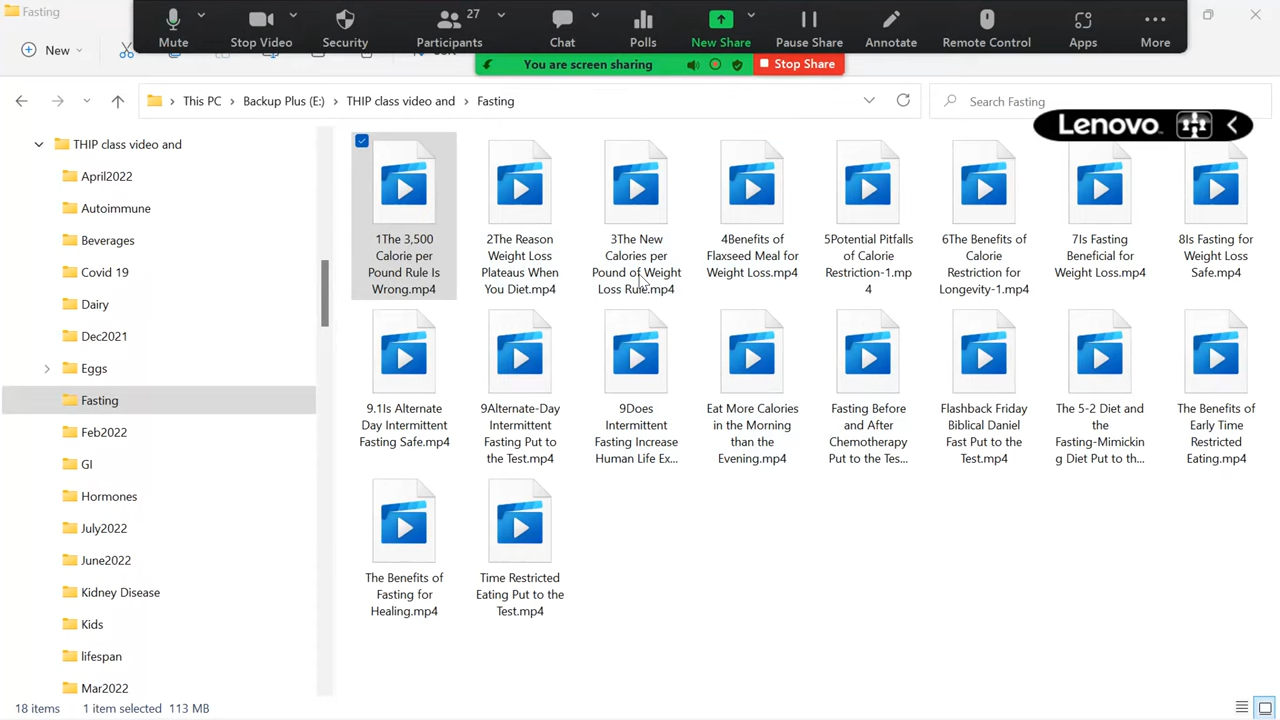 Fasting
Mute
Stop Video
Security
Participants
27
Chat
Polls
New Share
Pause Share
Annotate
Remote Control
Apps
More
New
You are screen sharing
Stop Share
This PC
Backup Plus (E:)
THIP class video and
Fasting
Search Fasting
Lenovo
THIP class video and
April2022
Autoimmune
Beverages
Covid 19
Dairy
Dec2021
Eggs
Fasting
Feb2022
GI
Hormones
July2022
June2022
Kidney Disease
Kids
lifespan
Mar2022
1The 3,500
Calorie per
Pound Rule Is
Wrong.mp4
2The Reason
Weight Loss
Plateaus When
You Diet.mp4
3The New
Calories per
Pound of Weight
Loss Rule.mp4
4Benefits of
Flaxseed Meal for
Weight Loss.mp4
5Potential Pitfalls
of Calorie
Restriction-1.mp
4
6The Benefits of
Calorie
Restriction for
Longevity-1.mp4
7Is Fasting
Beneficial for
Weight Loss.mp4
8Is Fasting for
Weight Loss
Safe.mp4
9.1Is Alternate
Day Intermittent
Fasting Safe.mp4
9Alternate-Day
Intermittent
Fasting Put to
the Test.mp4
9Does
Intermittent
Fasting Increase
Human Life Ex...
Eat More Calories
in the Morning
than the
Evening.mp4
Fasting Before
and After
Chemotherapy
Put to the Tes...
Flashback Friday
Biblical Daniel
Fast Put to the
Test.mp4
The 5-2 Diet and
the
Fasting-Mimickin
g Diet Put to th...
The Benefits of
Early Time
Restricted
Eating.mp4
The Benefits of
Fasting for
Healing.mp4
Time Restricted
Eating Put to the
Test.mp4
18 items
1 item selected
113 MB